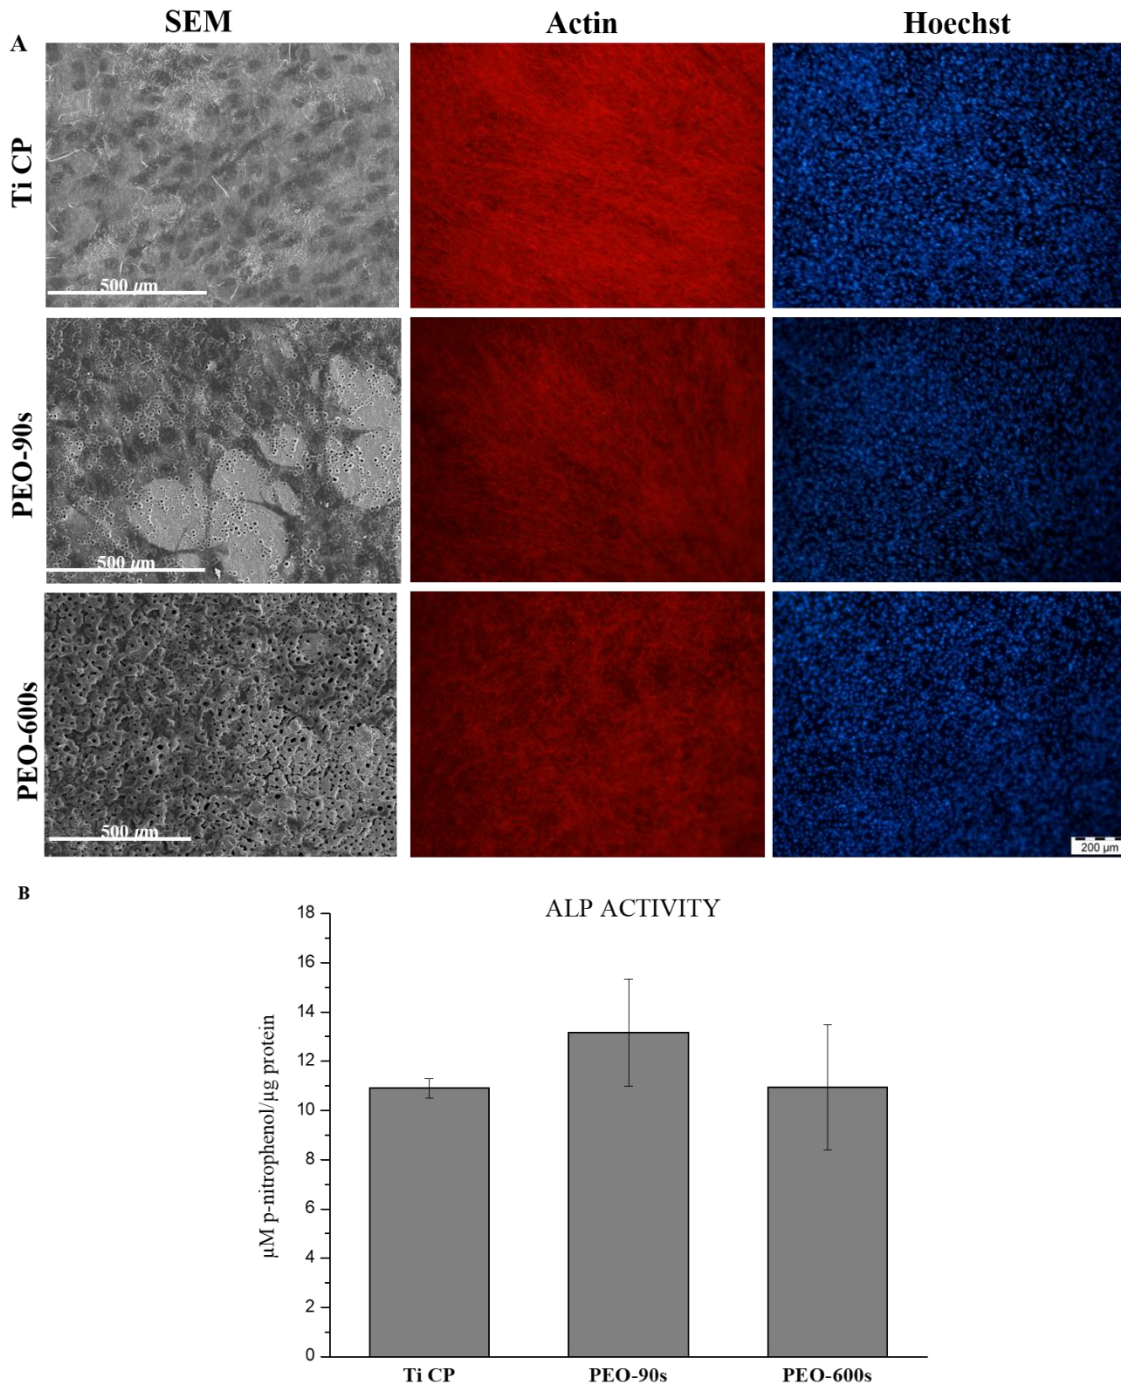 SEM Actin Hoechst
A
Ti CP
500 µm
PEO-90s
500 µm
PEO-600s
500 µm
200 µm
B
ALP ACTIVITY
18
16
14
12
10
8
6
4
2
0
µM p-nitrophenol/µg protein
Ti CP PEO-90s PEO-600s